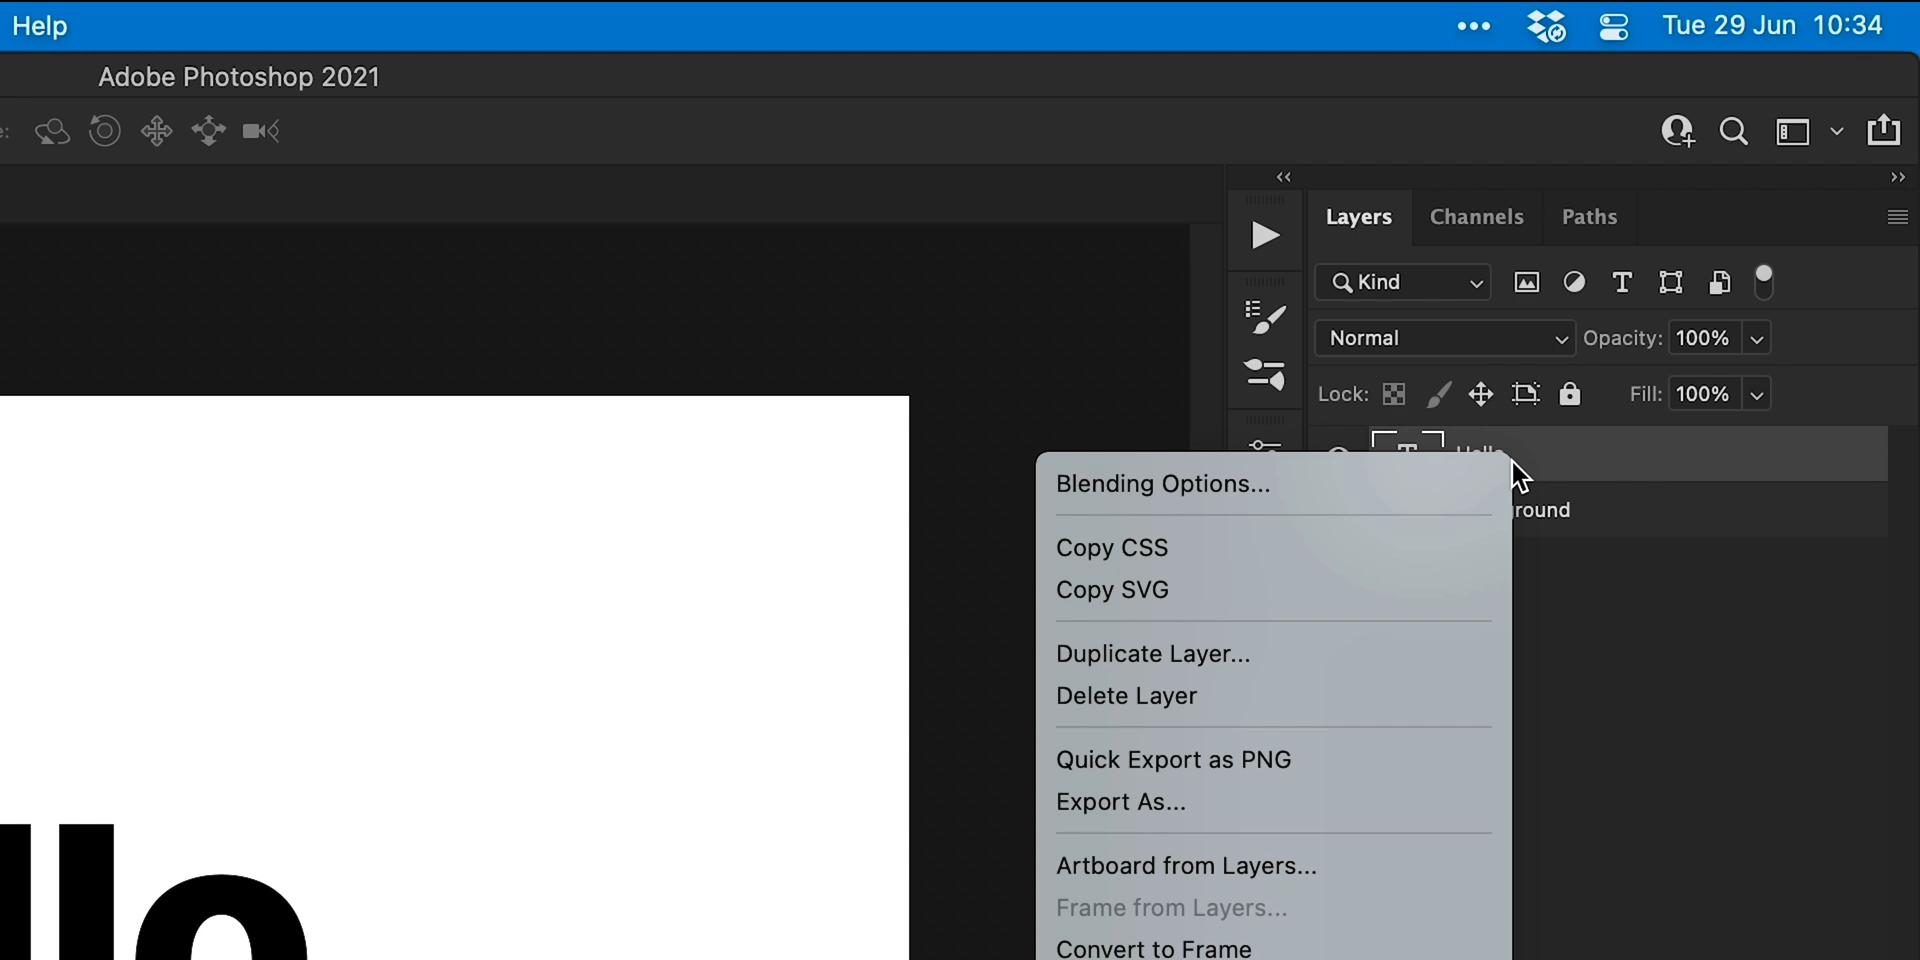 Help
Tue 29 Jun 10:34
Adobe Photoshop 2021
Layers Channels Paths
Kind
Normal Opacity: 100%
Lock: Fill: 100%
Hello
Blending Options...
round
Copy CSS
Copy SVG
Duplicate Layer...
Delete Layer
Quick Export as PNG
Export As...
Artboard from Layers...
Frame from Layers...
Convert to Frame
llo